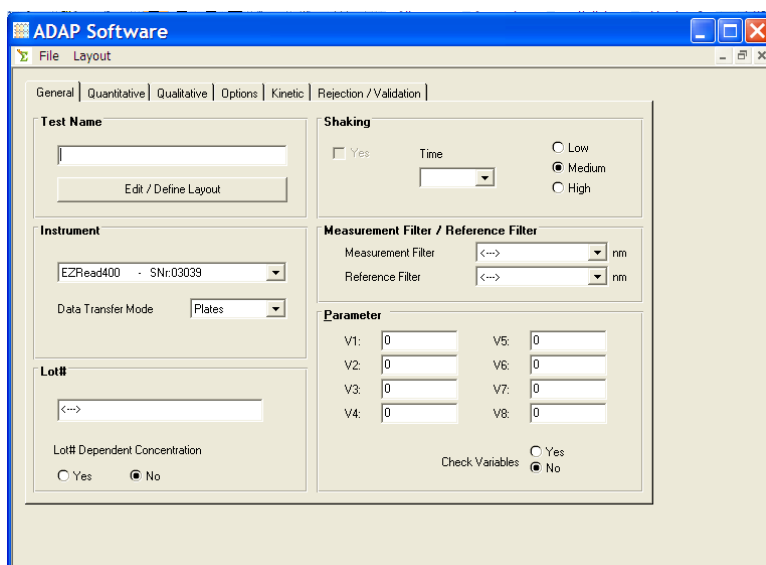 ADAP Software
File Layout
General Quantitative Qualitative Options Kinetic Rejection / Validation
Test Name
Edit / Define Layout
Instrument
EZRead400 - SNr:03039
Data Transfer Mode Plates
Lot#
<--->
Lot# Dependent Concentration
Yes No
Shaking
Yes Time
Low
Medium
High
Measurement Filter / Reference Filter
Measurement Filter <---> nm
Reference Filter <---> nm
Parameter
V1: 0 V5: 0
V2: 0 V6: 0
V3: 0 V7: 0
V4: 0 V8: 0
Check Variables Yes
No